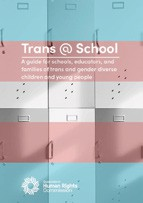 Trans @ School
A guide for schools, educators, and
families of trans and gender diverse
children and young people
Human Rights
Commission